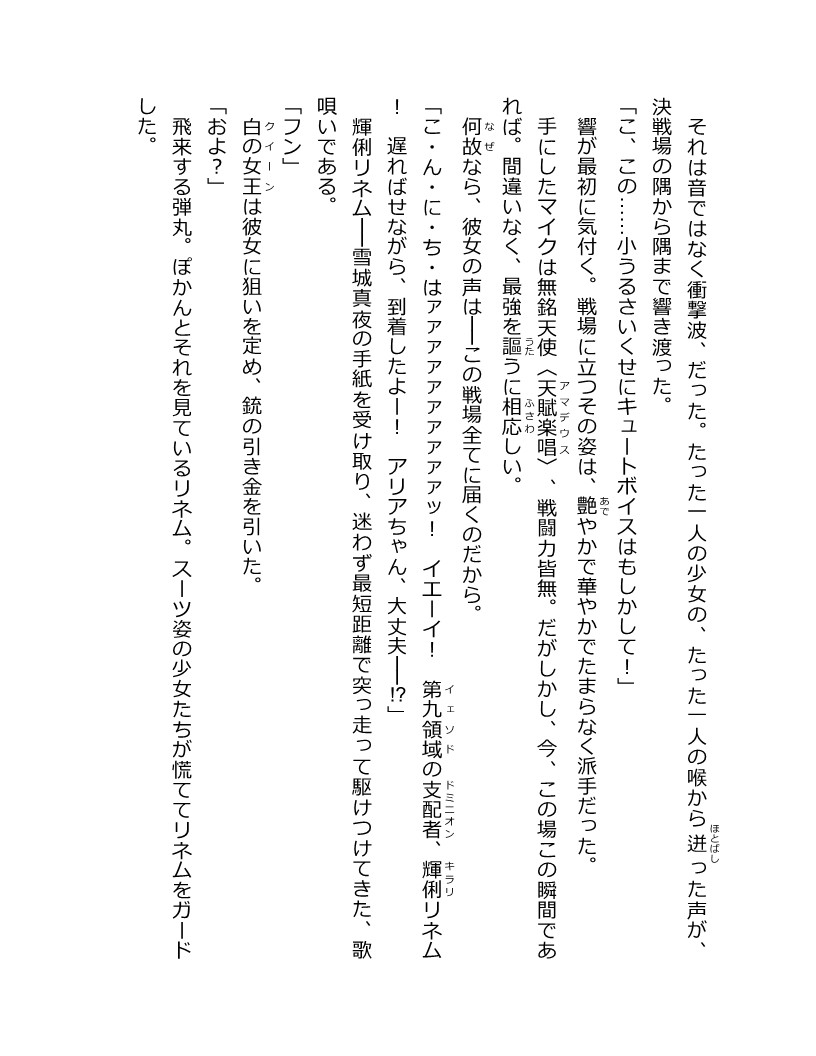 それは音ではなく衝撃波、だった。たった一人の少女の、たった一人の喉から迸った声が、
決戦場の隅から隅まで響き渡った。
「こ、この……小うるさいくせにキュートボイスはもしかして！」
　響が最初に気付く。戦場に立つその姿は、艶やかで華やかでたまらなく派手だった。
　手にしたマイクは無銘天使〈天賦楽唱〉、戦闘力皆無。だがしかし、今、この場この瞬間であ
れば。間違いなく、最強を謳うに相応しい。
　何故なら、彼女の声は――この戦場全てに届くのだから。
「こ・ん・に・ち・はァァァァァァァァァァッ！　イエーイ！　第九領域の支配者、輝俐リネム
！　遅ればせながら、到着したよー！　アリアちゃん、大丈夫――!?」
　輝俐リネム――雪城真夜の手紙を受け取り、迷わず最短距離で突っ走って駆けつけてきた、歌
唄いである。
「フン」
　白の女王は彼女に狙いを定め、銃の引き金を引いた。
「およ？」
　飛来する弾丸。ぽかんとそれを見ているリネム。スーツ姿の少女たちが慌ててリネムをガード
した。